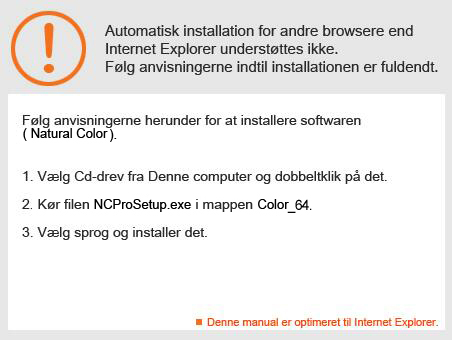 Automatisk installation for andre browsere end
Internet Explorer understøttes ikke.
Følg anvisningerne indtil installationen er fuldendt.
Følg anvisningerne herunder for at installere softwaren
( Natural Color).
1. Vælg Cd-drev fra Denne computer og dobbeltklik på det.
2. Kør filen NCProSetup.exe i mappen Color_64.
3. Vælg sprog og installer det.
Denne manual er optimeret til Internet Explorer.